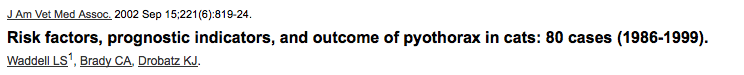 J Am Vet Med Assoc. 2002 Sep 15;221(6):819-24.
Risk factors, prognostic indicators, and outcome of pyothorax in cats: 80 cases (1986-1999).
Waddell LS1, Brady CA, Drobatz KJ.